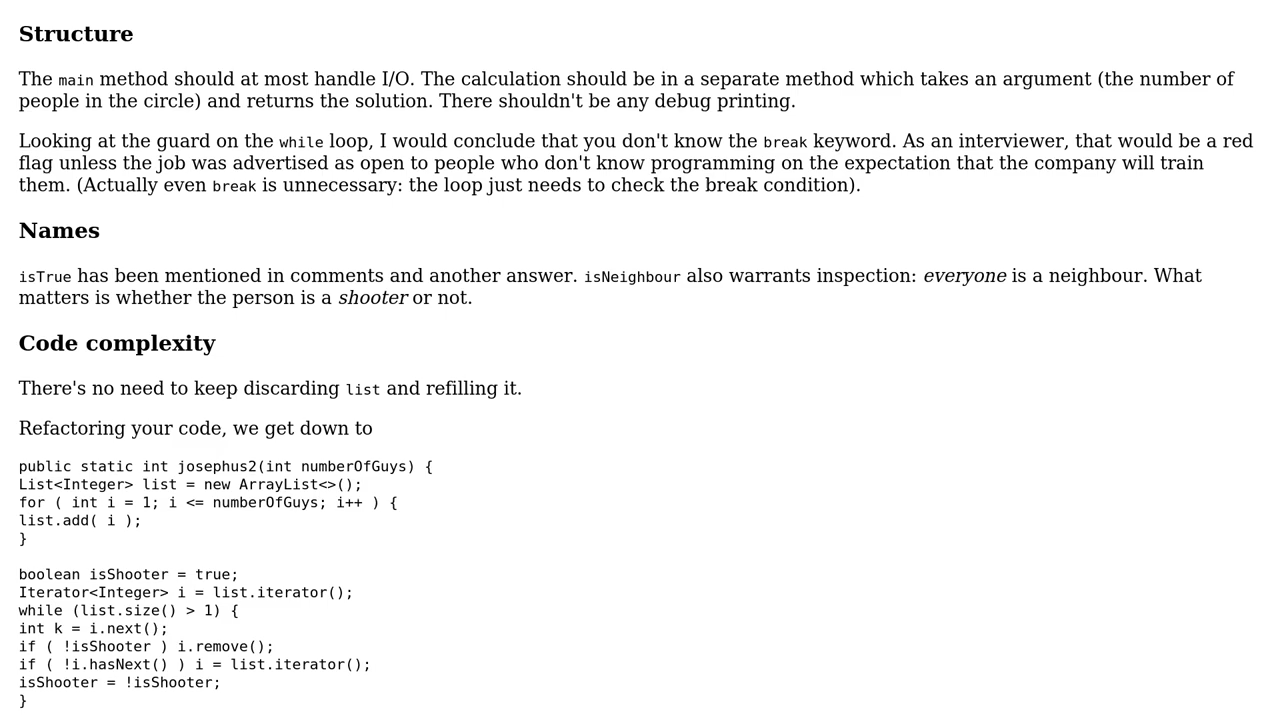 Structure
The main method should at most handle I/O. The calculation should be in a separate method which takes an argument (the number of
people in the circle) and returns the solution. There shouldn't be any debug printing.
Looking at the guard on the while loop, I would conclude that you don't know the break keyword. As an interviewer, that would be a red
flag unless the job was advertised as open to people who don't know programming on the expectation that the company will train
them. (Actually even break is unnecessary: the loop just needs to check the break condition).
Names
isTrue has been mentioned in comments and another answer. isNeighbour also warrants inspection: everyone is a neighbour. What
matters is whether the person is a shooter or not.
Code complexity
There's no need to keep discarding list and refilling it.
Refactoring your code, we get down to
public static int josephus2(int numberOfGuys) {
List<Integer> list = new ArrayList<>();
for ( int i = 1; i <= numberOfGuys; i++ ) {
list.add( i );
}
boolean isShooter = true;
Iterator<Integer> i = list.iterator();
while (list.size() > 1) {
int k = i.next();
if ( !isShooter ) i.remove();
if ( !i.hasNext() ) i = list.iterator();
isShooter = !isShooter;
}